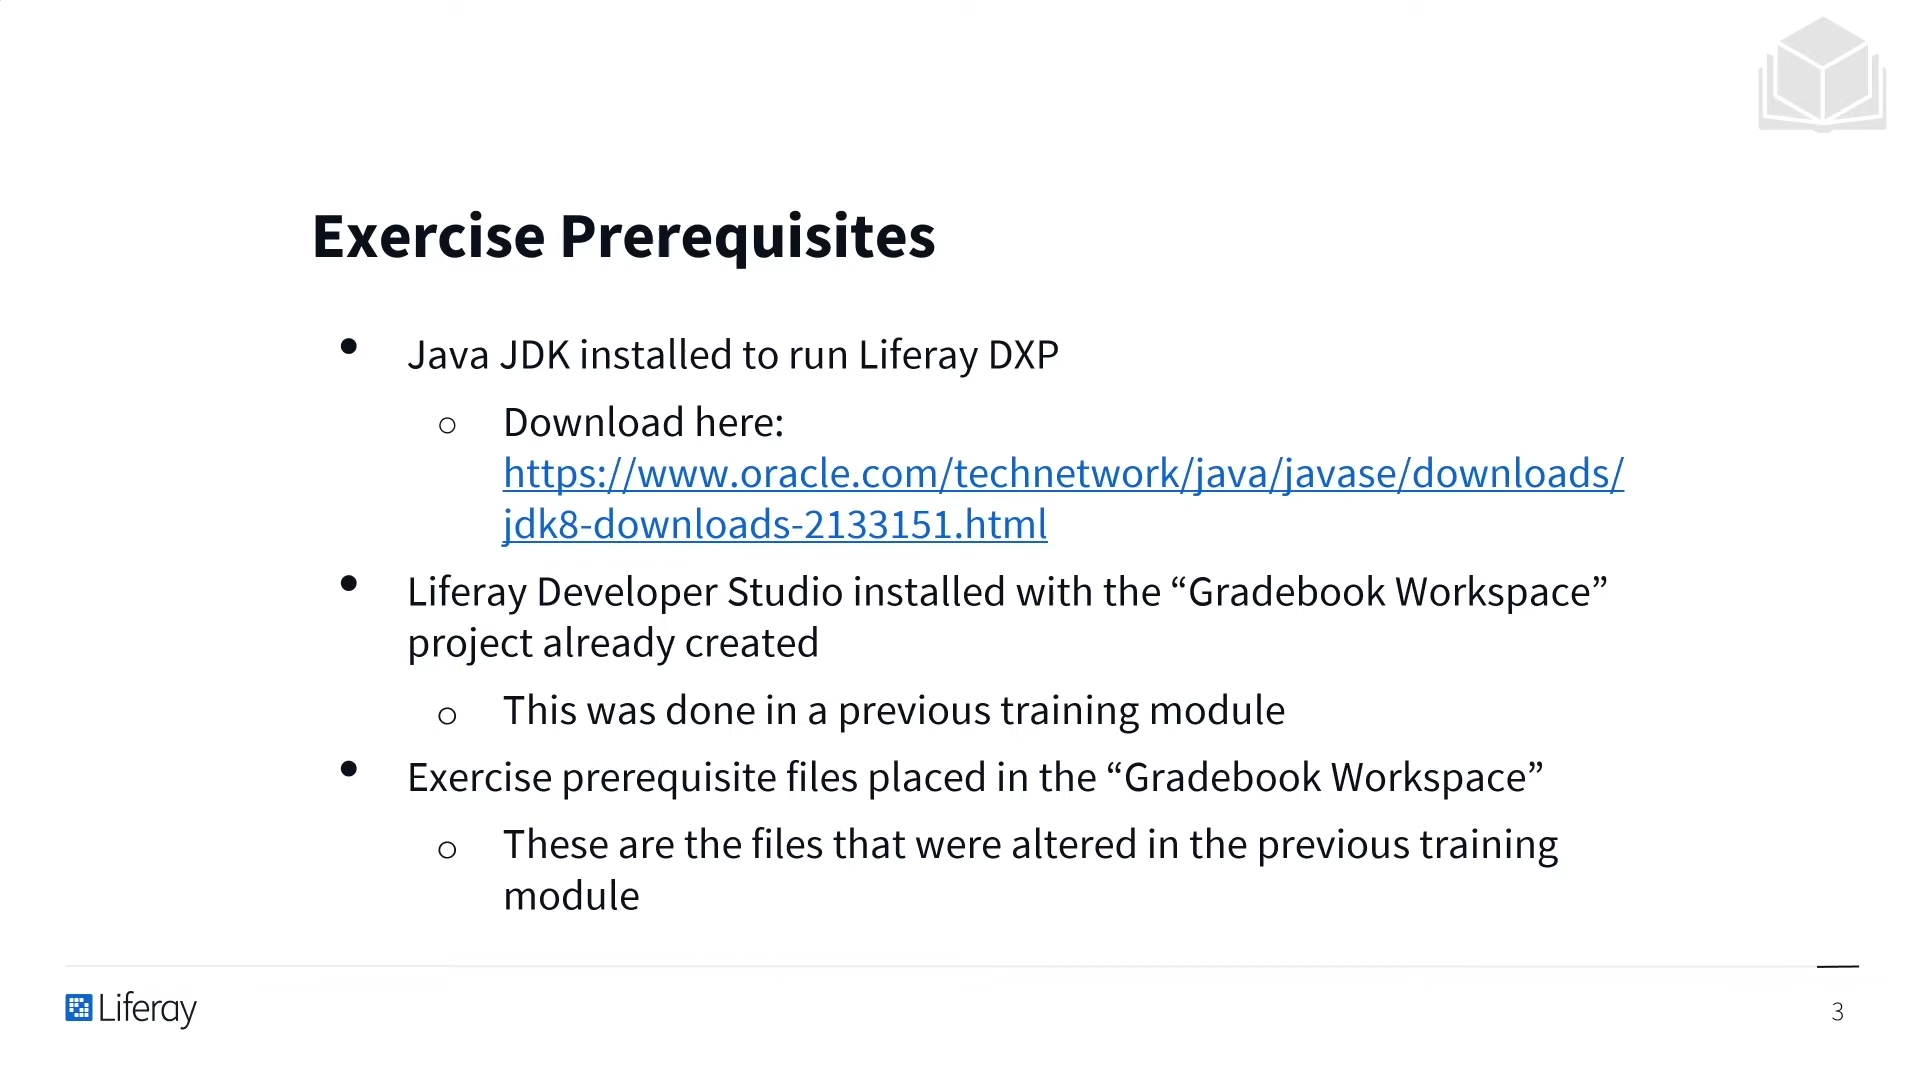 Exercise Prerequisites
• Java JDK installed to run Liferay DXP
○ Download here:
https://www.oracle.com/technetwork/java/javase/downloads/
jdk8-downloads-2133151.html
• Liferay Developer Studio installed with the “Gradebook Workspace”
project already created
○ This was done in a previous training module
• Exercise prerequisite files placed in the “Gradebook Workspace”
○ These are the files that were altered in the previous training
module
Liferay
3